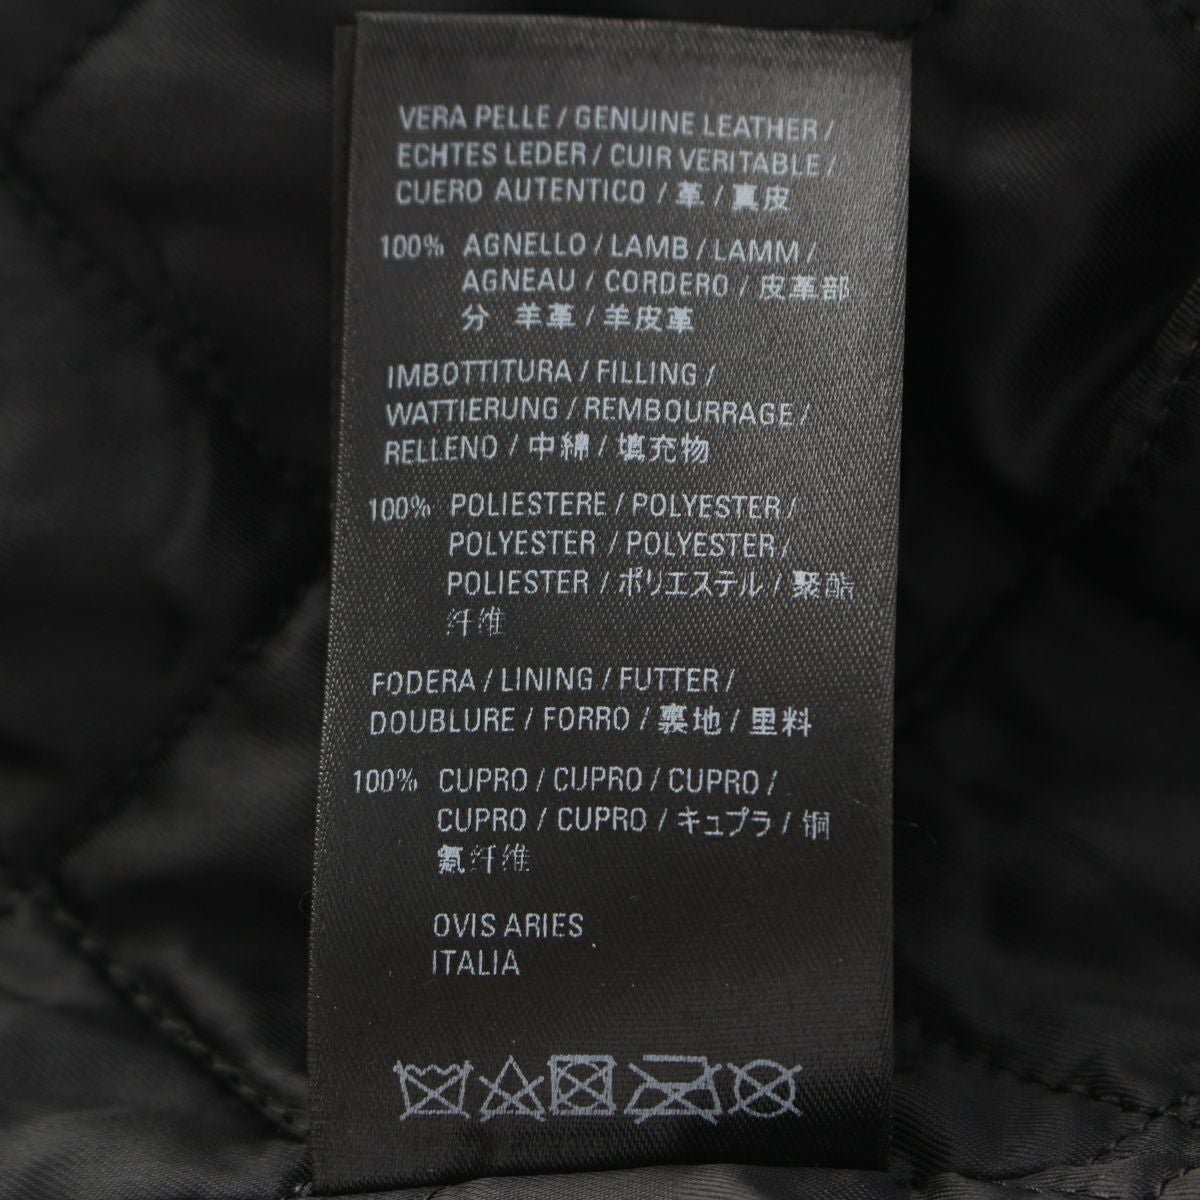 VERA PELLE / GENUINE LEATHER /
ECHTES LEDER / CUIR VERITABLE /
CUERO AUTENTICO / 革 / 真皮
100% AGNELLO / LAMB / LAMM /
AGNEAU / CORDERO / 皮革部
分 羊革 / 羊皮革
IMBOTTITURA / FILLING /
WATTIERUNG / REMBOURRAGE /
RELLENO / 中綿 / 填充物
100% POLIESTERE / POLYESTER /
POLYESTER / POLYESTER /
POLIESTER / ポリエステル / 聚酯
纤维
FODERA / LINING / FUTTER /
DOUBLURE / FORRO / 裏地 / 里料
100% CUPRO / CUPRO / CUPRO /
CUPRO / CUPRO / キュプラ / 铜
氨纤维
OVIS ARIES
ITALIA